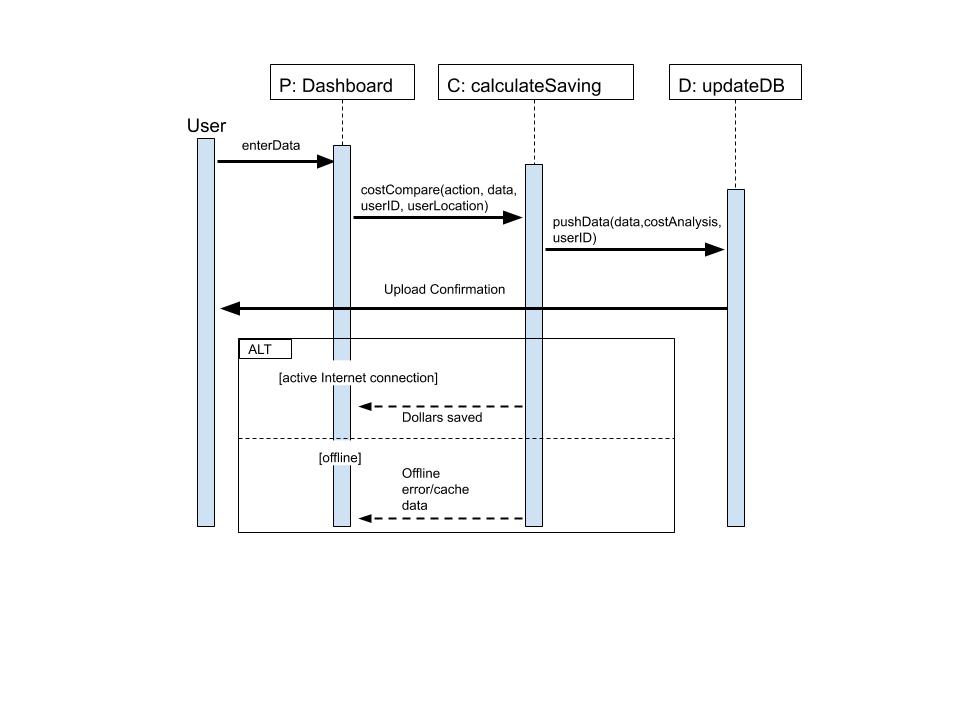 P: Dashboard
C: calculateSaving
D: updateDB
User
enterData
costCompare(action, data,
userID, userLocation)
pushData(data,costAnalysis,
userID)
Upload Confirmation
ALT
[active Internet connection]
Dollars saved
[offline]
Offline
error/cache
data